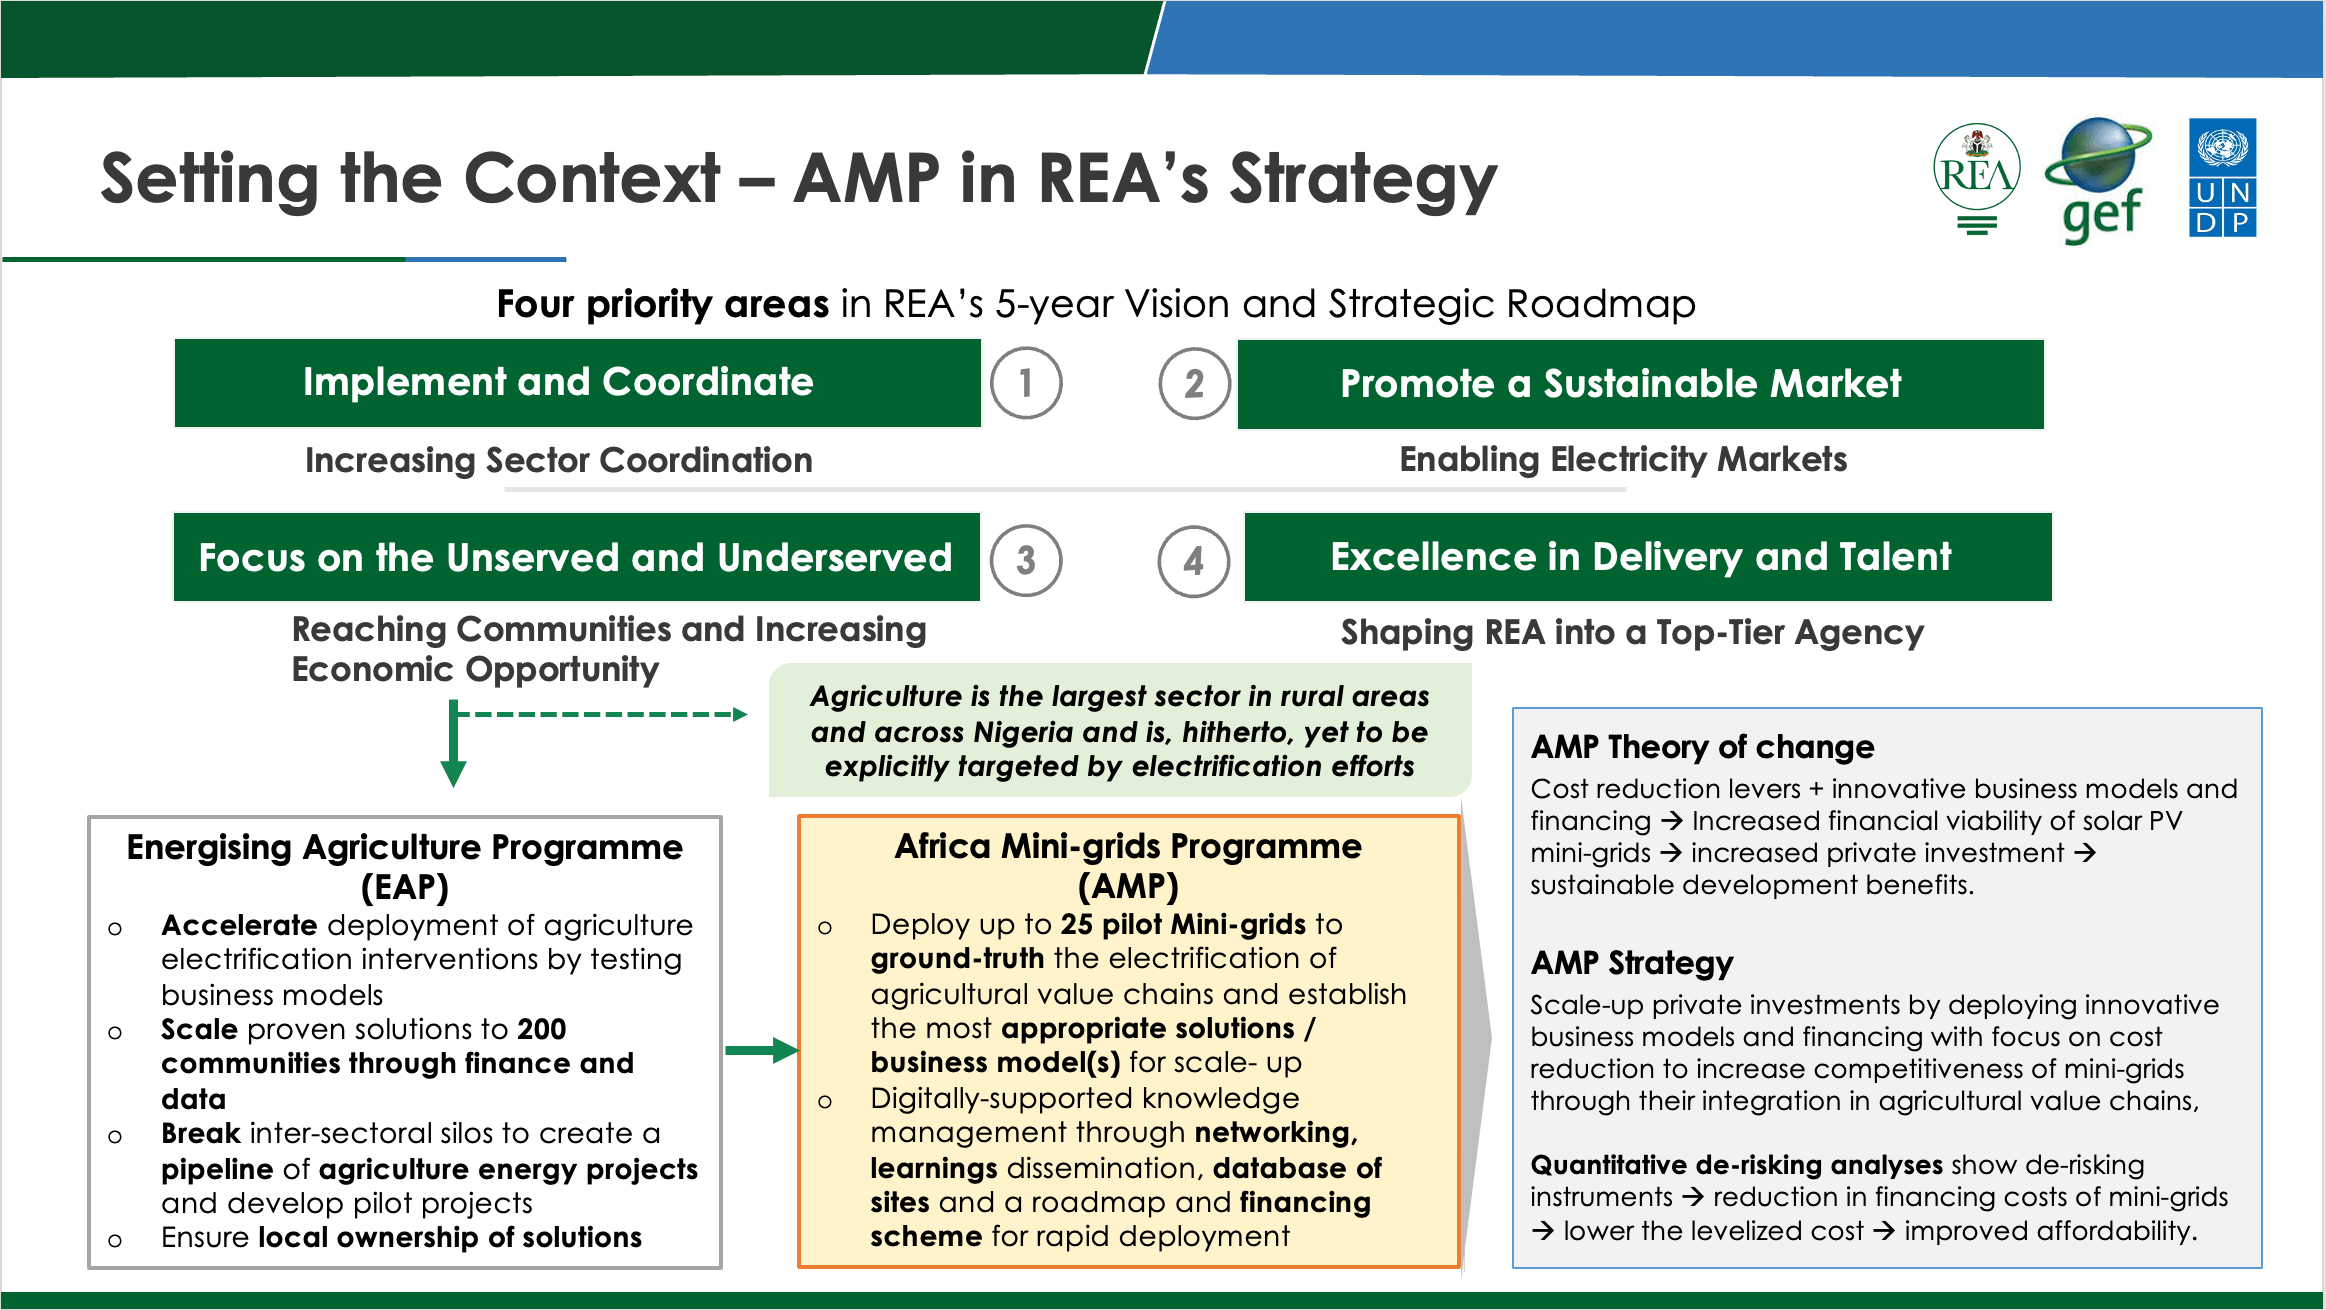 Setting the Context – AMP in REA’s Strategy
REA
gef
U N
D P
Four priority areas in REA’s 5-year Vision and Strategic Roadmap
Implement and Coordinate
1
2
Promote a Sustainable Market
Increasing Sector Coordination
Enabling Electricity Markets
Focus on the Unserved and Underserved
3
4
Excellence in Delivery and Talent
Reaching Communities and Increasing
Economic Opportunity
Shaping REA into a Top-Tier Agency
Agriculture is the largest sector in rural areas
and across Nigeria and is, hitherto, yet to be
explicitly targeted by electrification efforts
Energising Agriculture Programme
(EAP)
o Accelerate deployment of agriculture
electrification interventions by testing
business models
o Scale proven solutions to 200
communities through finance and
data
o Break inter-sectoral silos to create a
pipeline of agriculture energy projects
and develop pilot projects
o Ensure local ownership of solutions
Africa Mini-grids Programme
(AMP)
o Deploy up to 25 pilot Mini-grids to
ground-truth the electrification of
agricultural value chains and establish
the most appropriate solutions /
business model(s) for scale- up
o Digitally-supported knowledge
management through networking,
learnings dissemination, database of
sites and a roadmap and financing
scheme for rapid deployment
AMP Theory of change
Cost reduction levers + innovative business models and
financing → Increased financial viability of solar PV
mini-grids → increased private investment →
sustainable development benefits.
AMP Strategy
Scale-up private investments by deploying innovative
business models and financing with focus on cost
reduction to increase competitiveness of mini-grids
through their integration in agricultural value chains,
Quantitative de-risking analyses show de-risking
instruments → reduction in financing costs of mini-grids
→ lower the levelized cost → improved affordability.